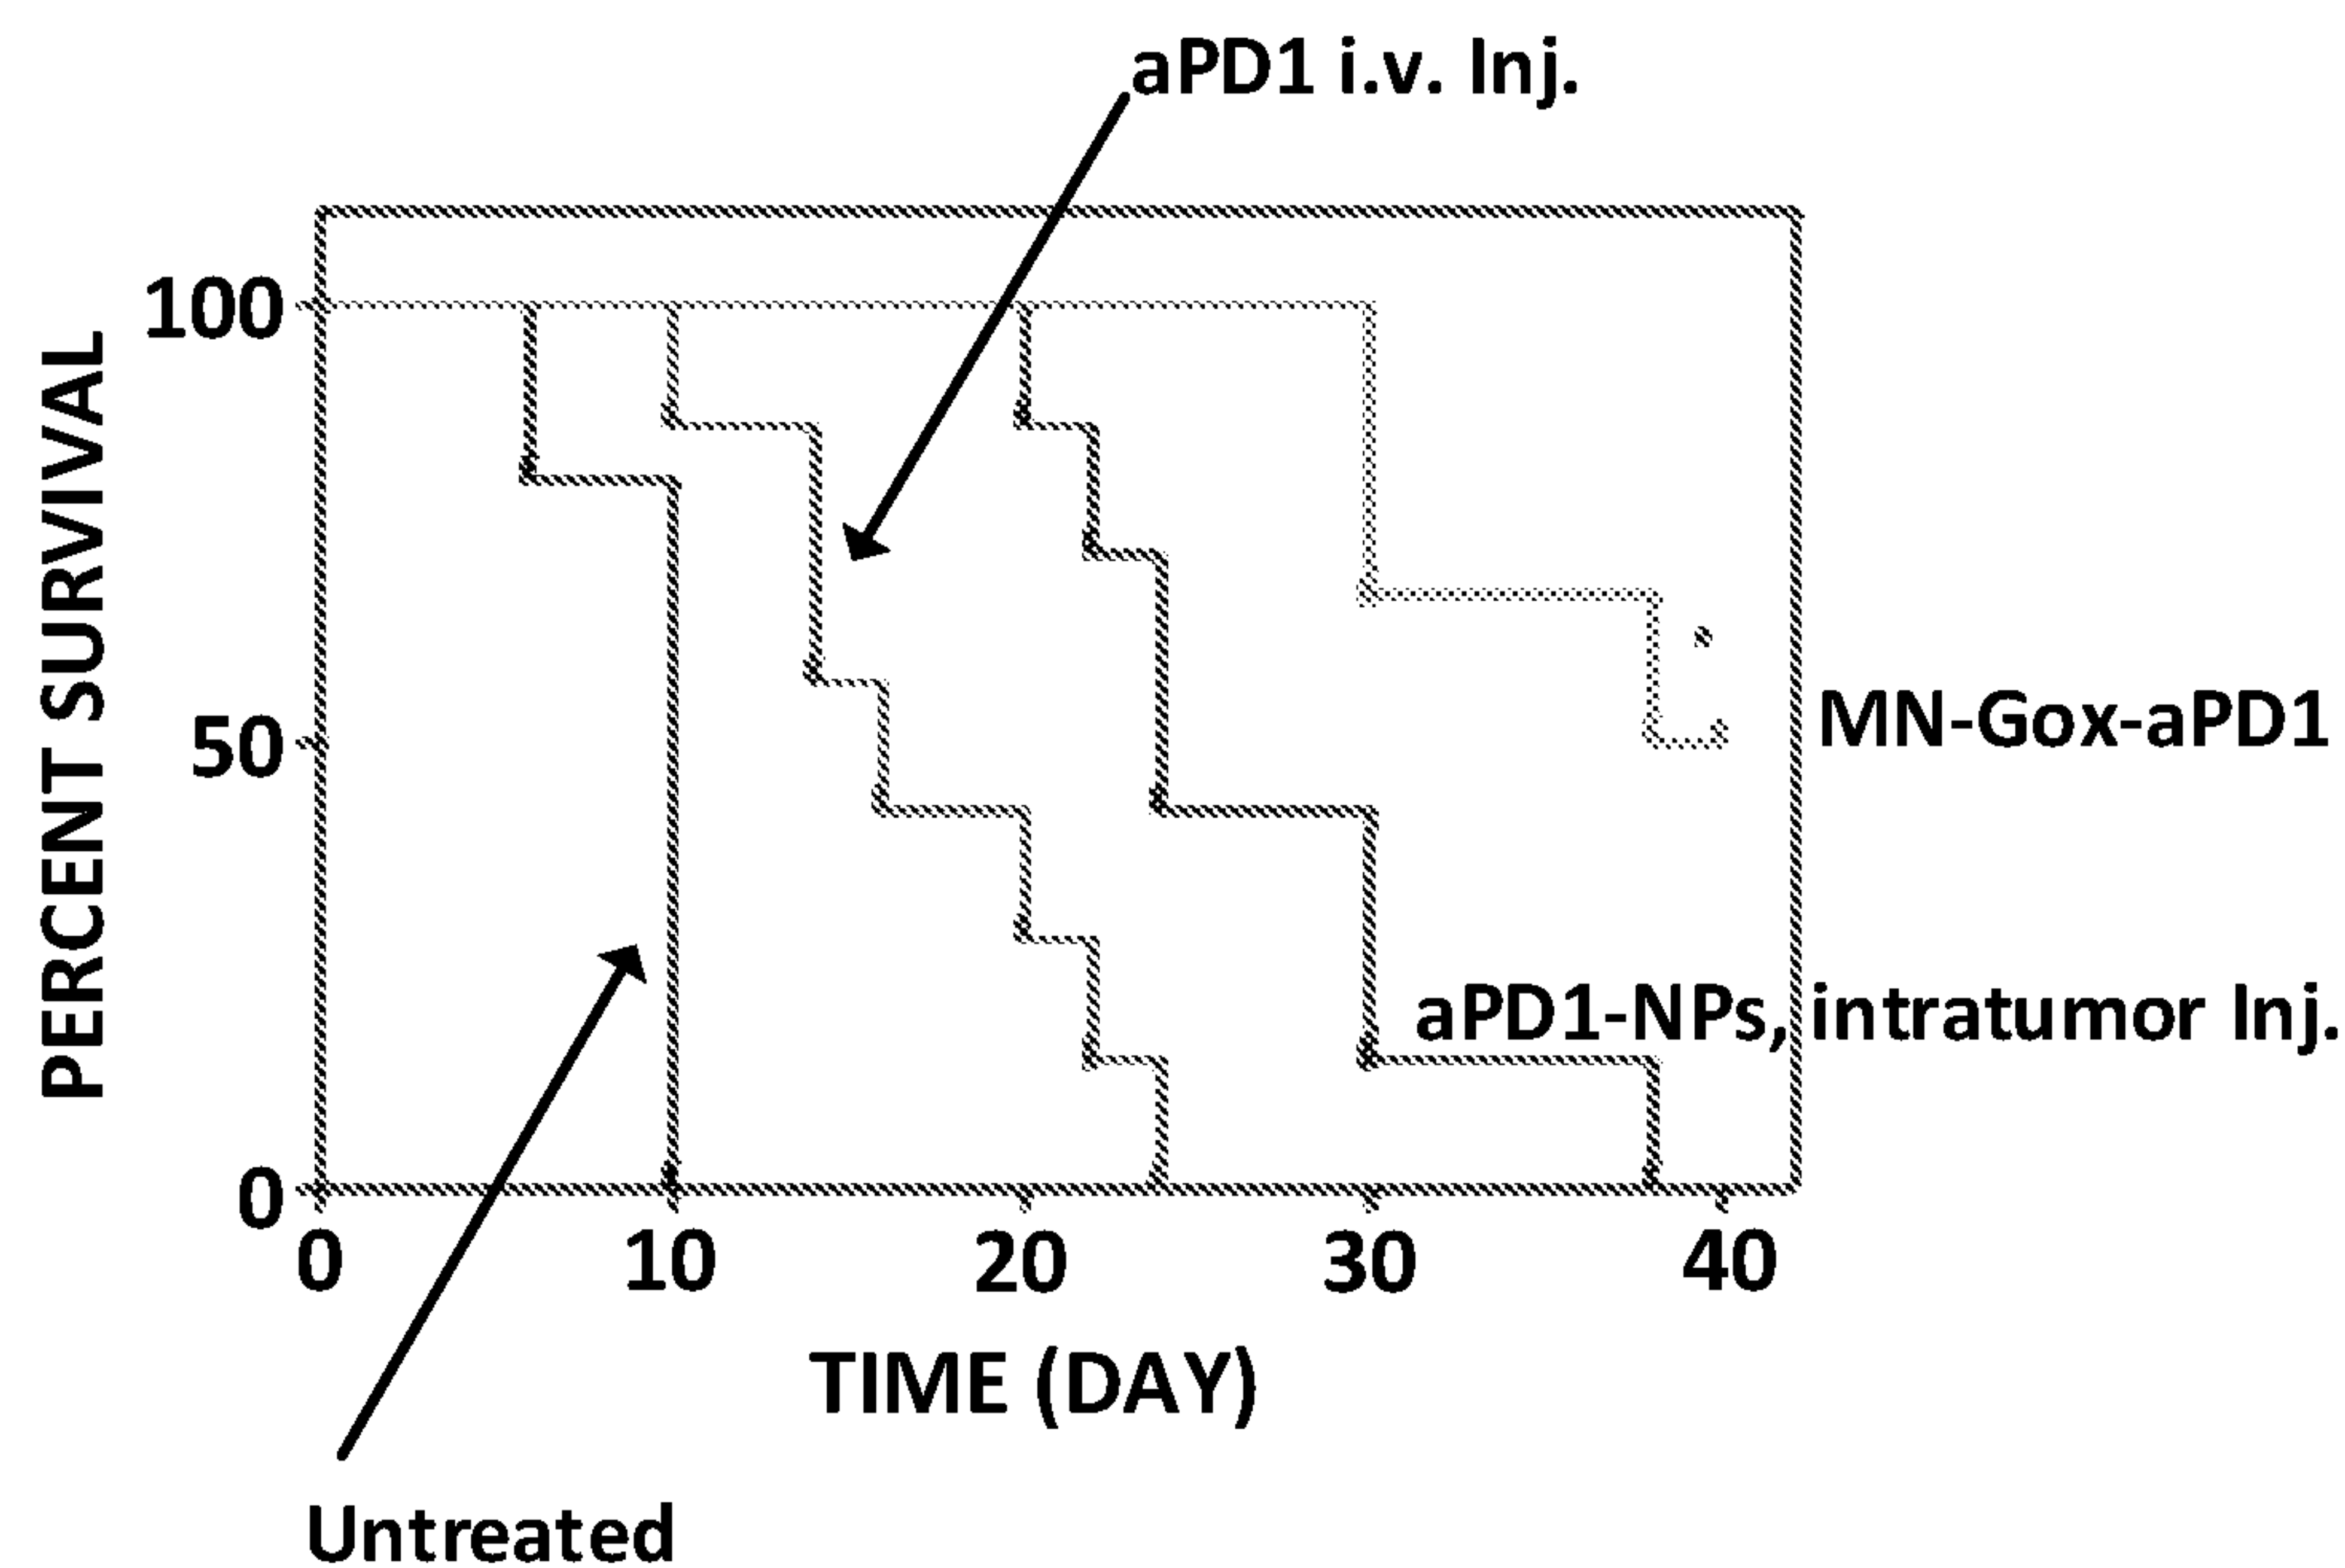 aPD1 i.v. Inj.
PERCENT SURVIVAL
100
50
0
MN-Gox-aPD1
aPD1-NPs, intratumor Inj.
0 10 20 30 40
TIME (DAY)
Untreated